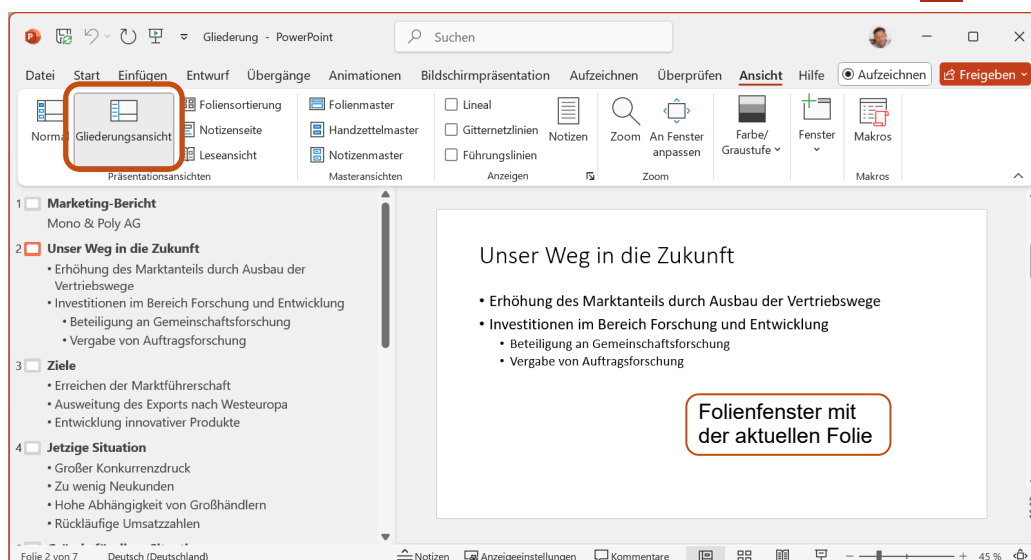 Gliederung - PowerPoint
Suchen
Datei Start Einfügen Entwurf Übergänge Animationen Bildschirmpräsentation Aufzeichnen Überprüfen Ansicht Hilfe Aufzeichnen Freigeben
Normal Gliederungsansicht
Foliensortierung
Notizenseite
Leseansicht
Präsentationsansichten
Folienmaster
Handzettelmaster
Notizenmaster
Masteransichten
Lineal
Gitternetzlinien
Führungslinien
Anzeigen
Notizen
Zoom
An Fenster
anpassen
Zoom
Farbe/
Graustufe
Fenster
Makros
Makros
1 Marketing-Bericht
Mono & Poly AG
2 Unser Weg in die Zukunft
• Erhöhung des Marktanteils durch Ausbau der
Vertriebswege
• Investitionen im Bereich Forschung und Entwicklung
• Beteiligung an Gemeinschaftsforschung
• Vergabe von Auftragsforschung
3 Ziele
• Erreichen der Marktführerschaft
• Ausweitung des Exports nach Westeuropa
• Entwicklung innovativer Produkte
4 Jetzige Situation
• Großer Konkurrenzdruck
• Zu wenig Neukunden
• Hohe Abhängigkeit von Großhändlern
• Rückläufige Umsatzzahlen
Unser Weg in die Zukunft
• Erhöhung des Marktanteils durch Ausbau der Vertriebswege
• Investitionen im Bereich Forschung und Entwicklung
• Beteiligung an Gemeinschaftsforschung
• Vergabe von Auftragsforschung
Folienfenster mit
der aktuellen Folie
Folie 2 von 7 Deutsch (Deutschland) Notizen Anzeigeeinstellungen Kommentare 45 %